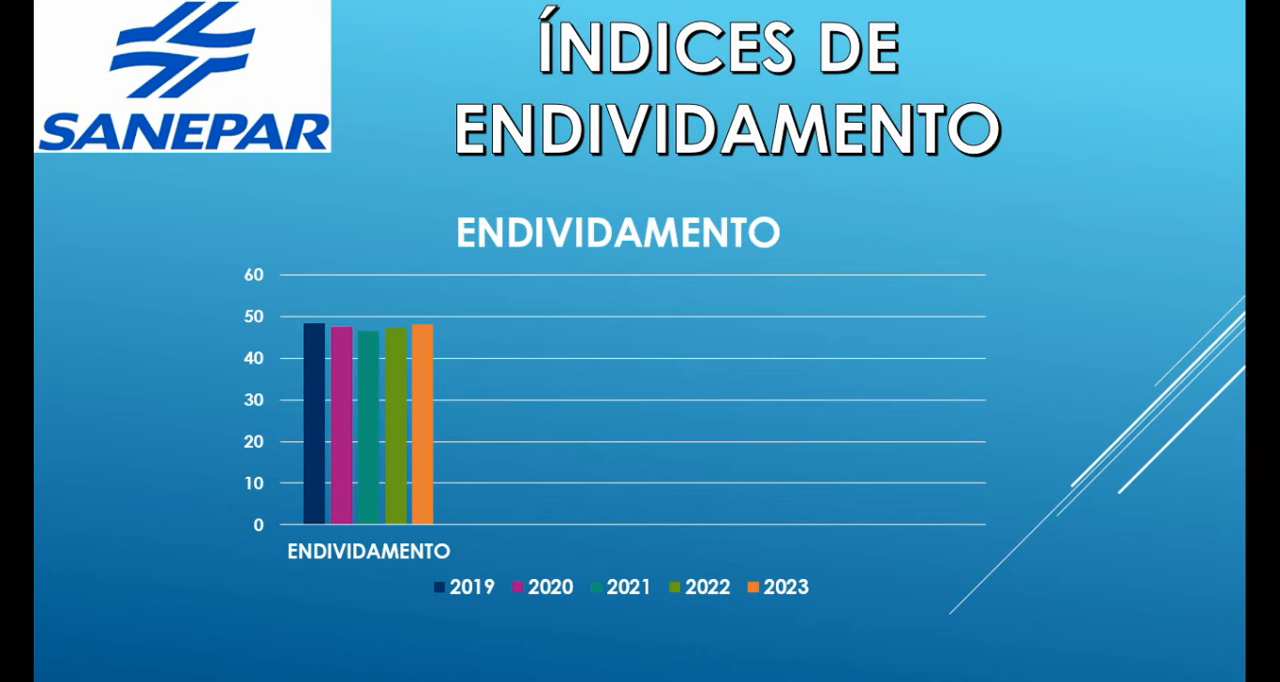 SANEPAR
ÍNDICES DE
ENDIVIDAMENTO
ENDIVIDAMENTO
60
50
40
30
20
10
0
ENDIVIDAMENTO
2019 2020 2021 2022 2023